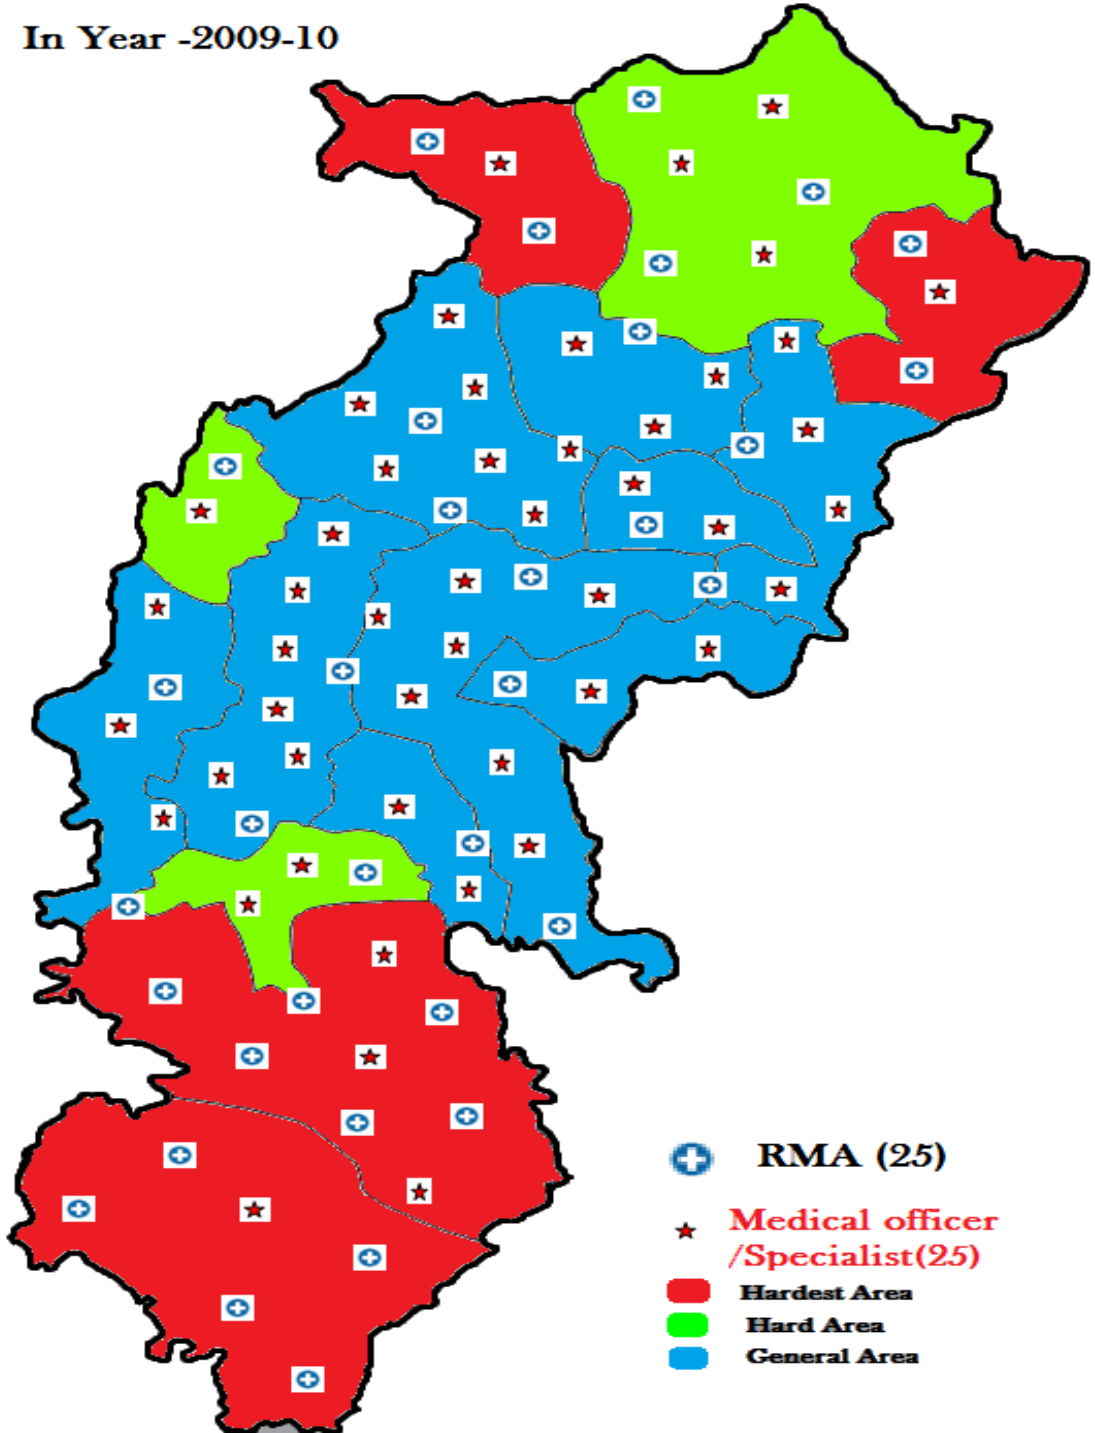 In Year -2009-10
RMA (25)
Medical officer
/Specialist(25)
Hardest Area
Hard Area
General Area